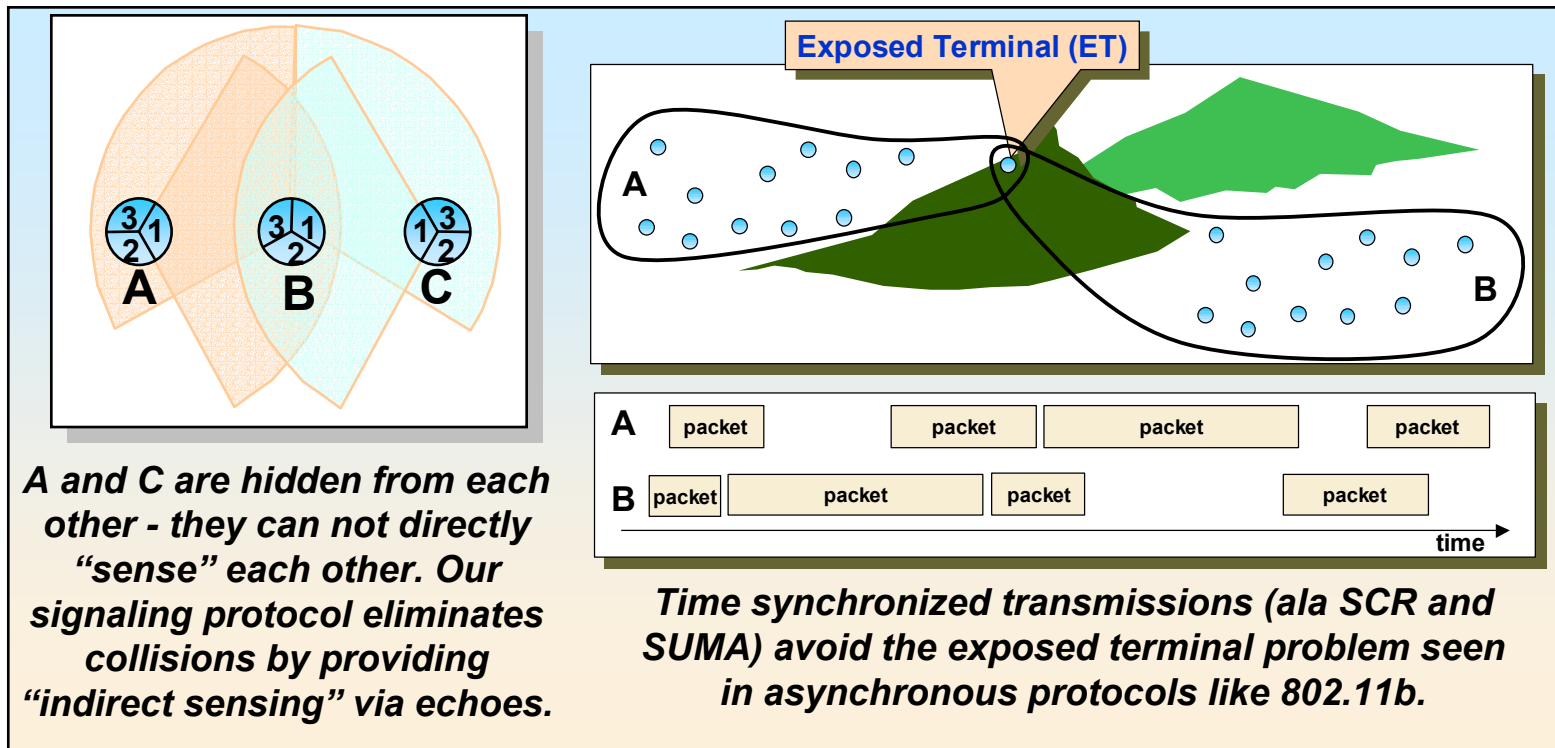 3
1
2
A
3
1
2
B
1
3
2
C
A and C are hidden from each
other - they can not directly
“sense” each other. Our
signaling protocol eliminates
collisions by providing
“indirect sensing” via echoes.
Exposed Terminal (ET)
A
B
A packet packet packet packet
B packet packet packet packet
time
Time synchronized transmissions (ala SCR and
SUMA) avoid the exposed terminal problem seen
in asynchronous protocols like 802.11b.